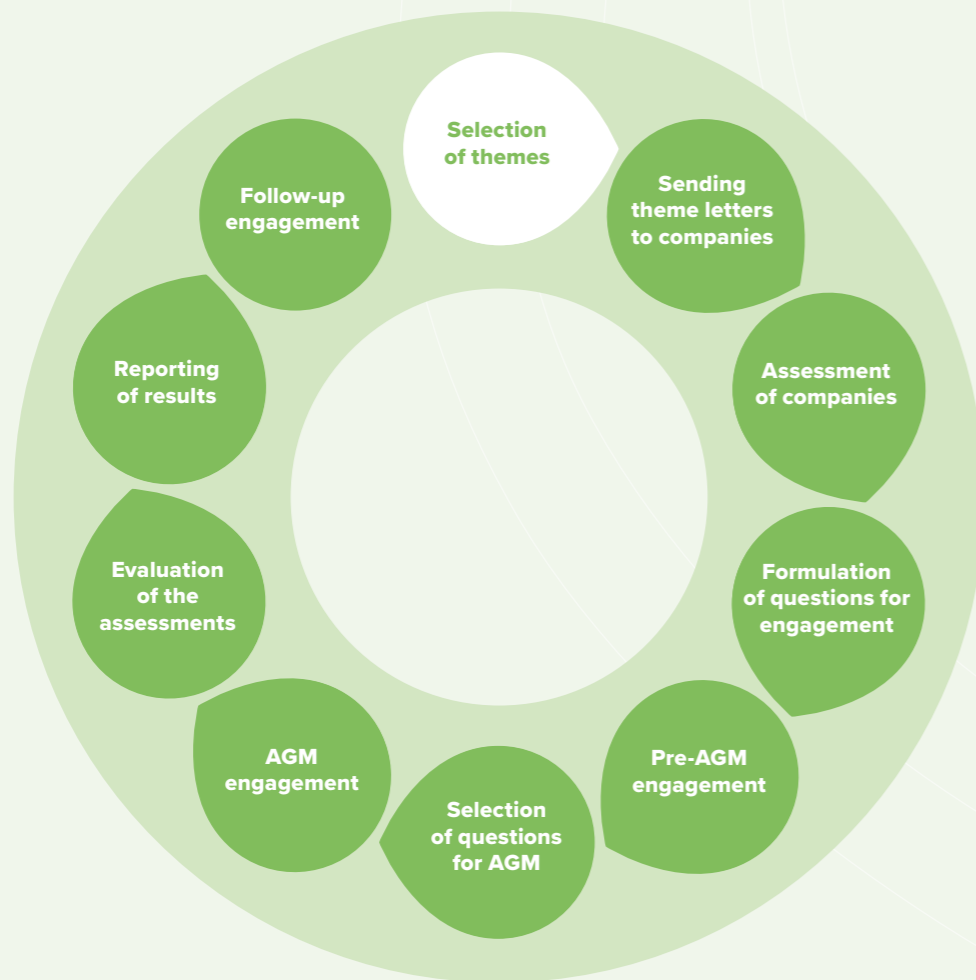 Selection
of themes
Sending
theme letters
to companies
Assessment
of companies
Formulation
of questions for
engagement
Pre-AGM
engagement
Selection
of questions
for AGM
AGM
engagement
Evaluation
of the
assessments
Reporting
of results
Follow-up
engagement